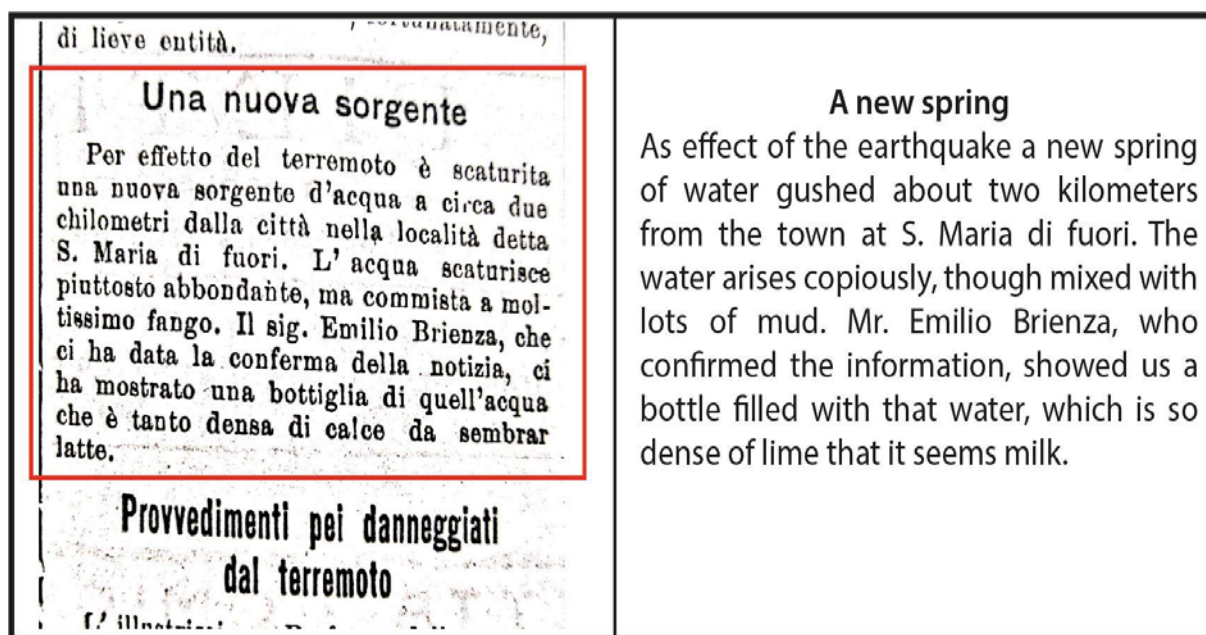 tunatamente,
di lieve entità.
Una nuova sorgente
Per effetto del terremoto è scaturita
una nuova sorgente d'acqua a circa due
chilometri dalla città nella località detta
S. Maria di fuori. L'acqua scaturisce
piuttosto abbondante, ma commista a mol-
tissimo fango. Il sig. Emilio Brienza, che
ci ha data la conferma della notizia, ci
ha mostrato una bottiglia di quell'acqua
che è tanto densa di calce da sembrar
latte.
Provvedimenti pei danneggiati
dal terremoto
A new spring
As effect of the earthquake a new spring
of water gushed about two kilometers
from the town at S. Maria di fuori. The
water arises copiously, though mixed with
lots of mud. Mr. Emilio Brienza, who
confirmed the information, showed us a
bottle filled with that water, which is so
dense of lime that it seems milk.